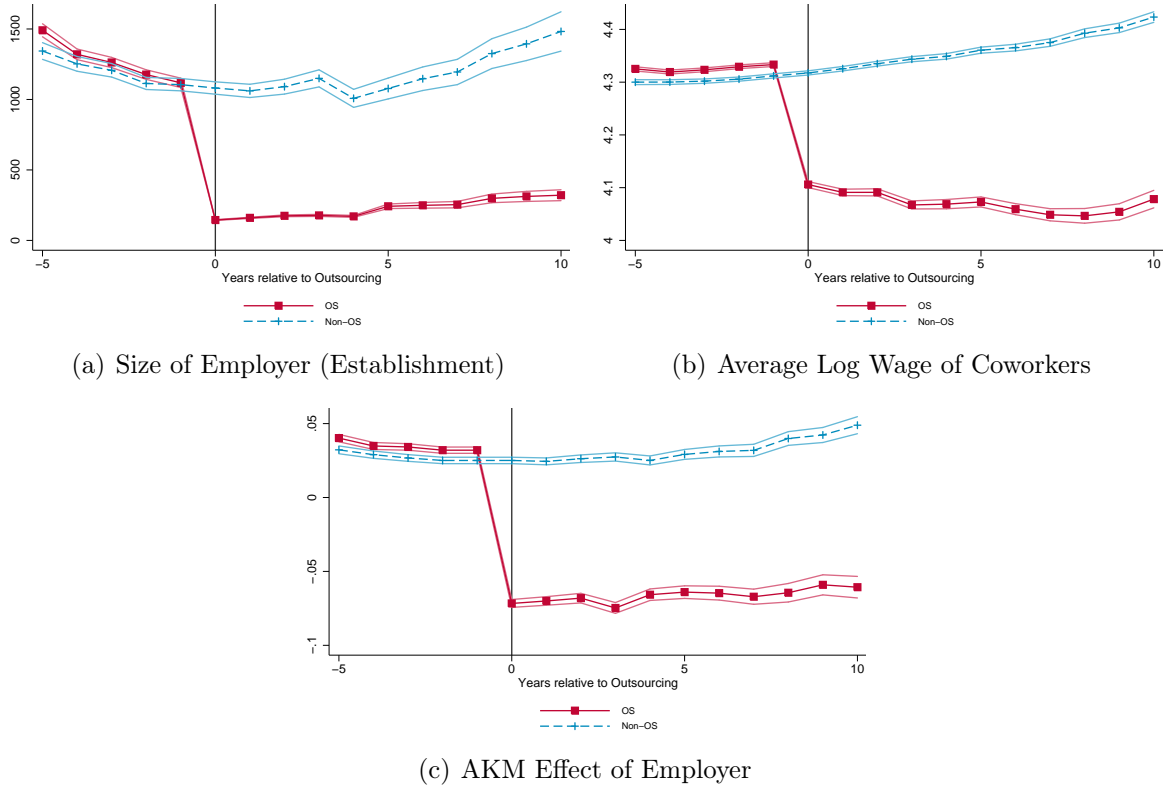 1500
1000
500
0
−5
0
5
10
Years relative to Outsourcing
OS
Non−OS
(a) Size of Employer (Establishment)
4.4
4.3
4.2
4.1
4
−5
0
5
10
Years relative to Outsourcing
OS
Non−OS
(b) Average Log Wage of Coworkers
.05
0
−.05
−.1
−5
0
5
10
Years relative to Outsourcing
OS
Non−OS
(c) AKM Effect of Employer